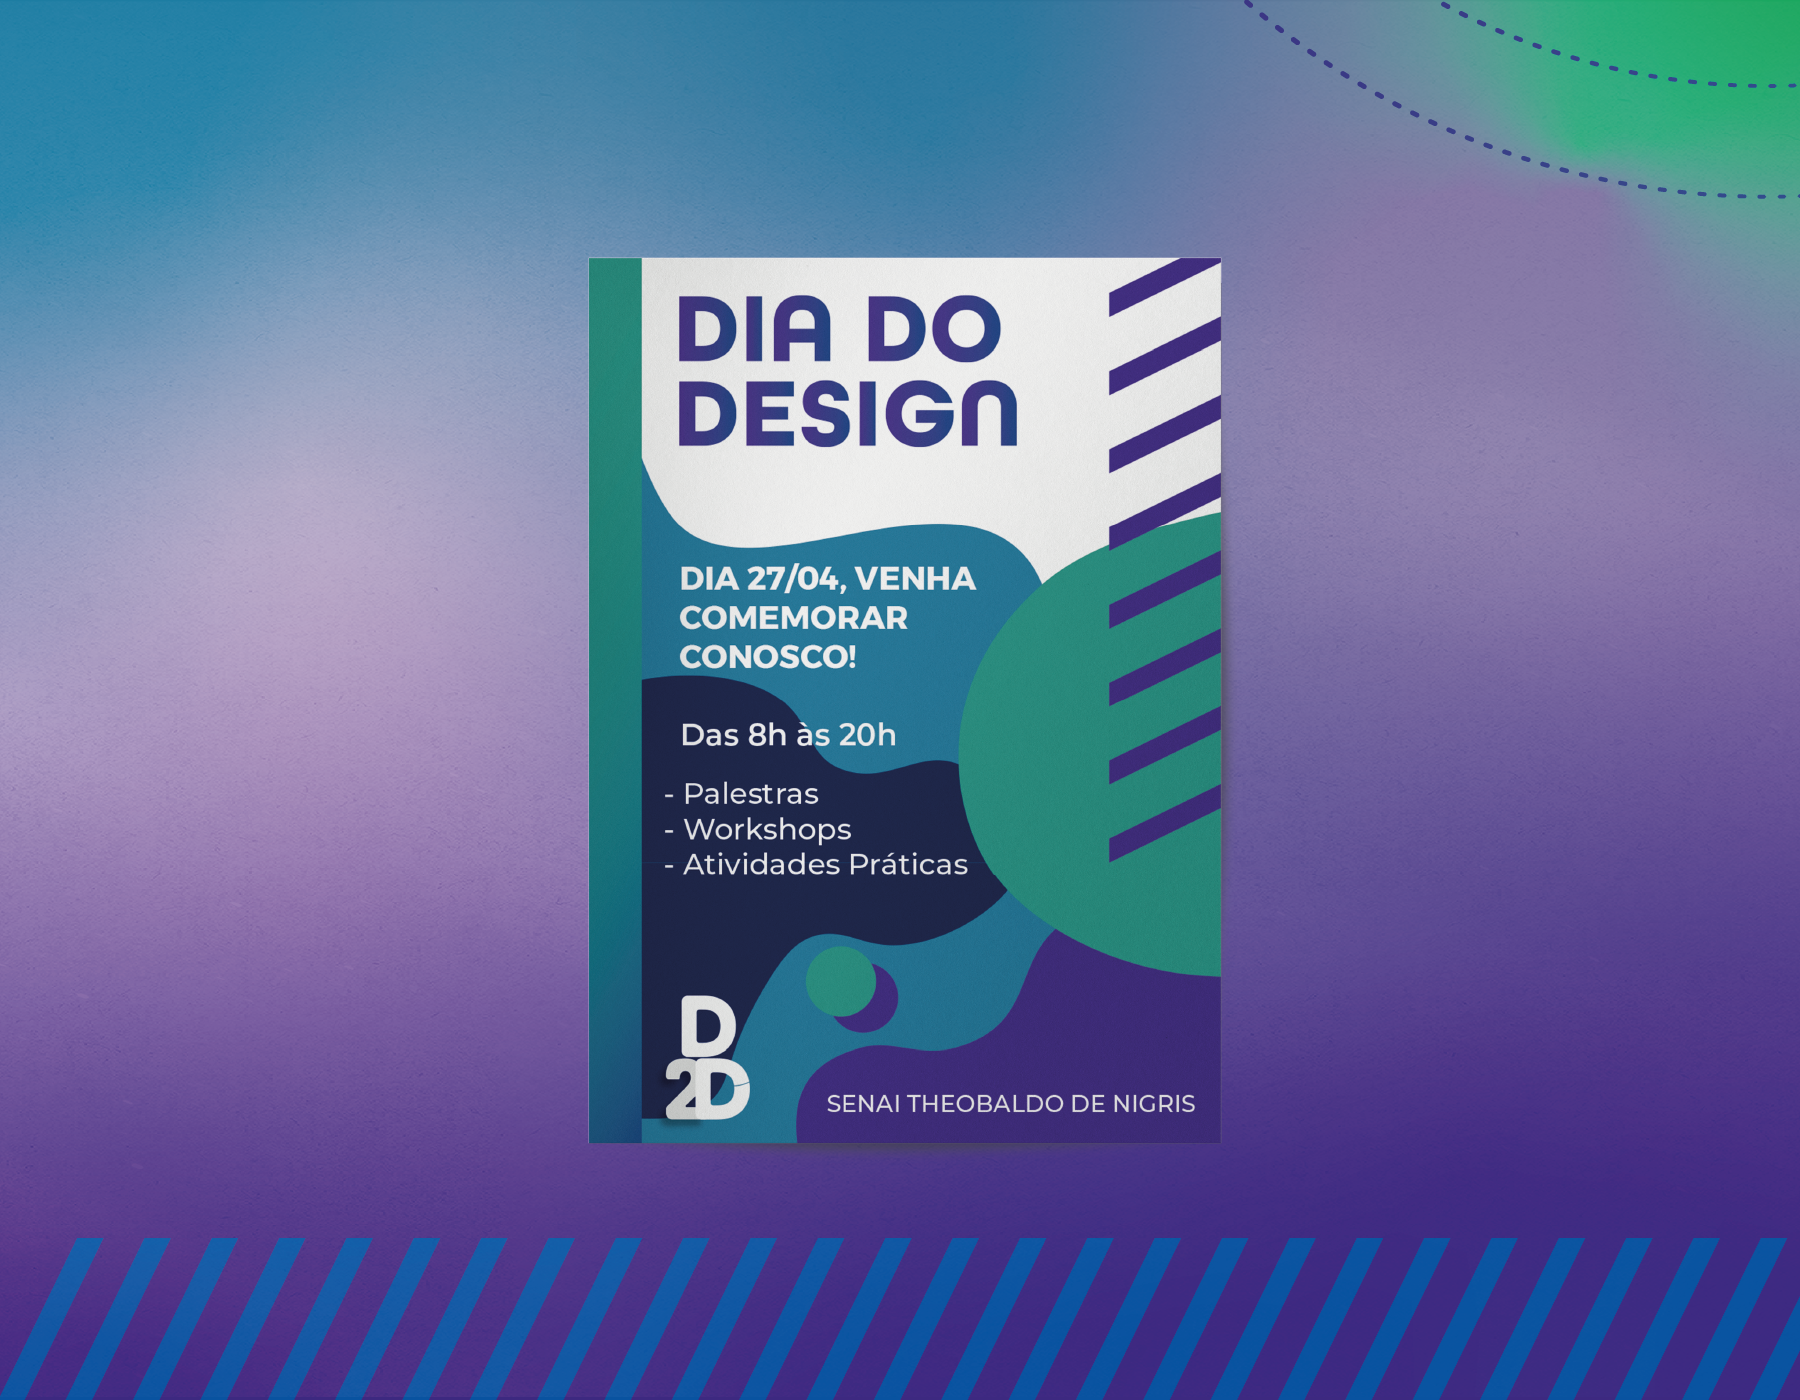 DIA DO
DESIGN
DIA 27/04, VENHA
COMEMORAR
CONOSCO!
Das 8h às 20h
- Palestras
- Workshops
- Atividades Práticas
D
2D
SENAI THEOBALDO DE NIGRIS